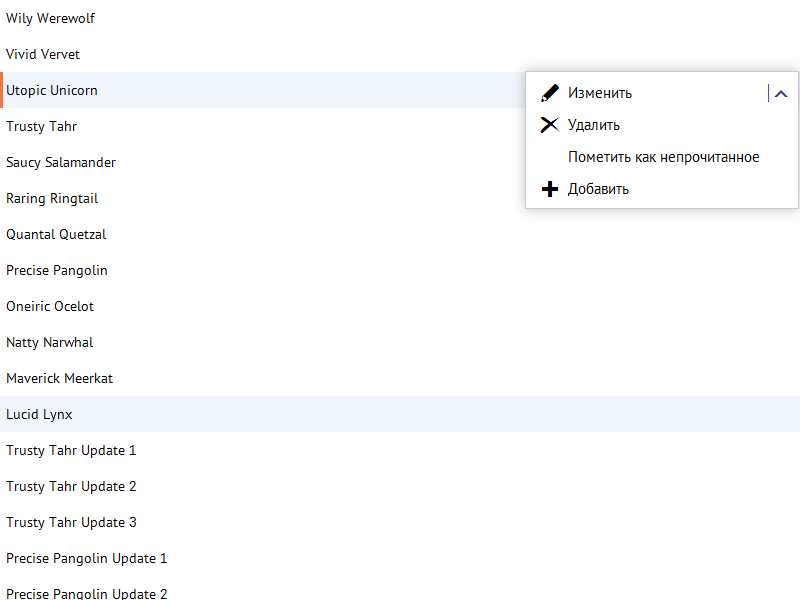 Wily Werewolf
Vivid Vervet
Utopic Unicorn
Изменить
Trusty Tahr
Удалить
Saucy Salamander
Пометить как непрочитанное
Raring Ringtail
Добавить
Quantal Quetzal
Precise Pangolin
Oneiric Ocelot
Natty Narwhal
Maverick Meerkat
Lucid Lynx
Trusty Tahr Update 1
Trusty Tahr Update 2
Trusty Tahr Update 3
Precise Pangolin Update 1
Precise Pangolin Update 2